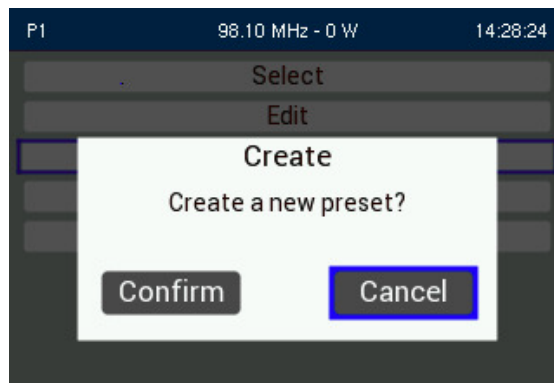 P1 98.10 MHz - 0 W 14:28:24
Select
Edit
Create
Create a new preset?
Confirm Cancel